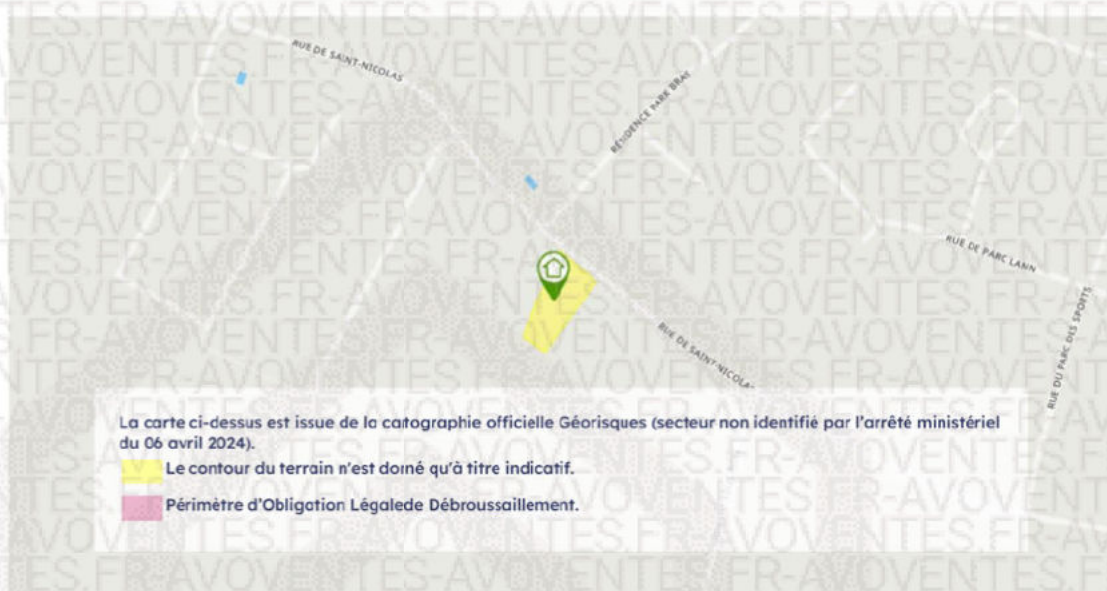 RUE DE SAINT-NICOLAS
RÉSIDENCE PARK BRAS
RUE DE PARC LANN
RUE DU PARC DES SPORTS
RUE DE SAINT-NICOLAS
La carte ci-dessus est issue de la cartographie officielle Géorisques (secteur non identifié par l'arrêté ministériel
du 06 avril 2024).
Le contour du terrain n'est donné qu'à titre indicatif.
Périmètre d'Obligation Légalede Débroussaillement.